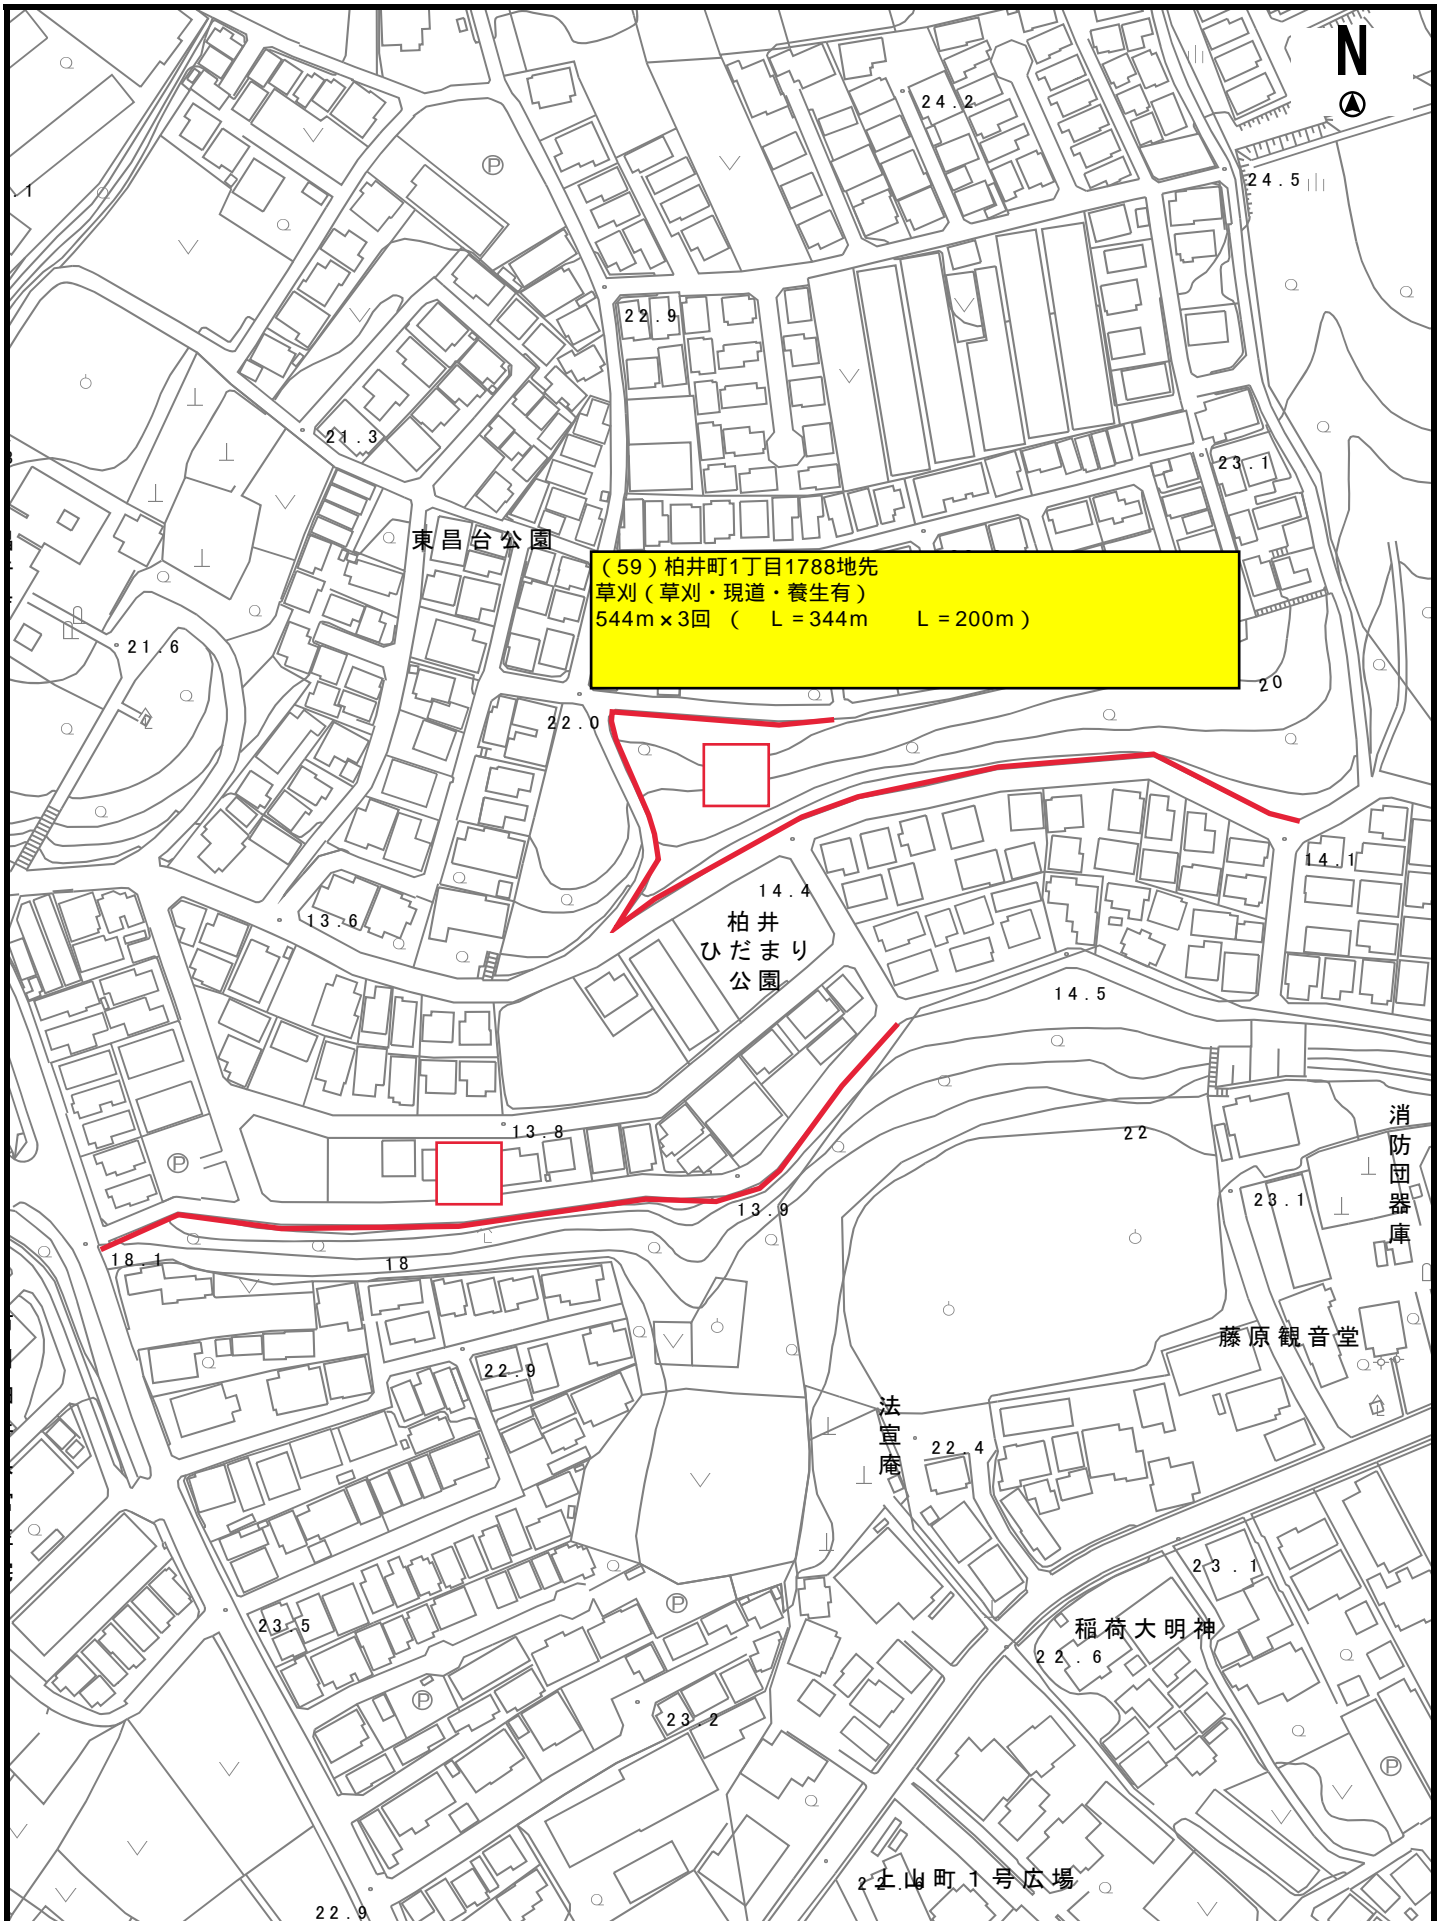 N
24.2
24.5
.1
22.9
21.3
23.1
東昌台公園
(59)柏井町1丁目1788地先
草刈(草刈・現道・養生有)
544m×3回 ( L=344m L=200m)
21.6
20
22.0
14.1
14.4
13.6
柏井
ひだまり
公園
14.5
13.8
22
消防団器庫
23.1
13.9
18.1
18
藤原観音堂
22.9
法宣庵
22.4
23.1
23.5
稲荷大明神
22.6
23.2
上山町1号広場
22.9
P
P
P
P
P